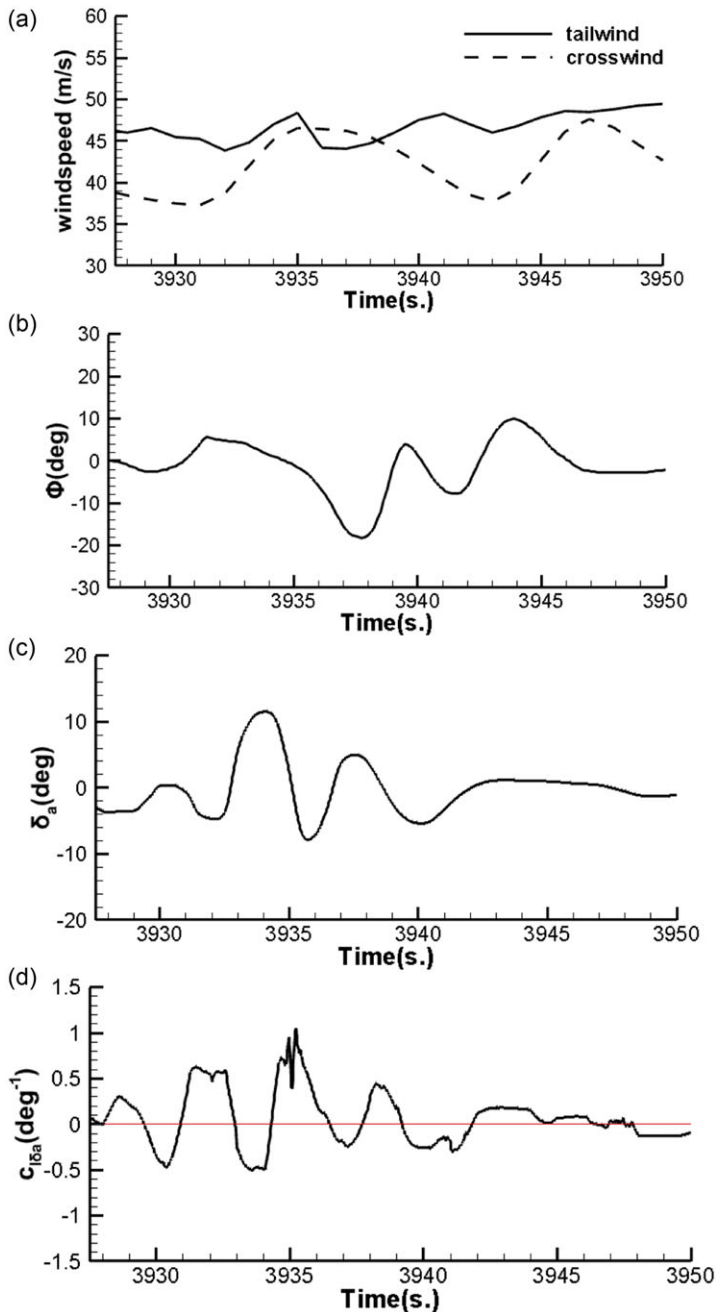 (a)
60
50
45
40
35
30
windspeed (m/s)
tailwind
crosswind
3930 3935 3940 3945 3950
Time(s.)
(b)
30
20
10
0
-10
-20
-30
Φ(deg)
3930 3935 3940 3945 3950
Time(s.)
(c)
20
10
0
-10
-20
δa(deg)
3930 3935 3940 3945 3950
Time(s.)
(d)
1.5
1
0.5
0
-0.5
-1
-1.5
clδa(deg-1)
3930 3935 3940 3945 3950
Time(s.)